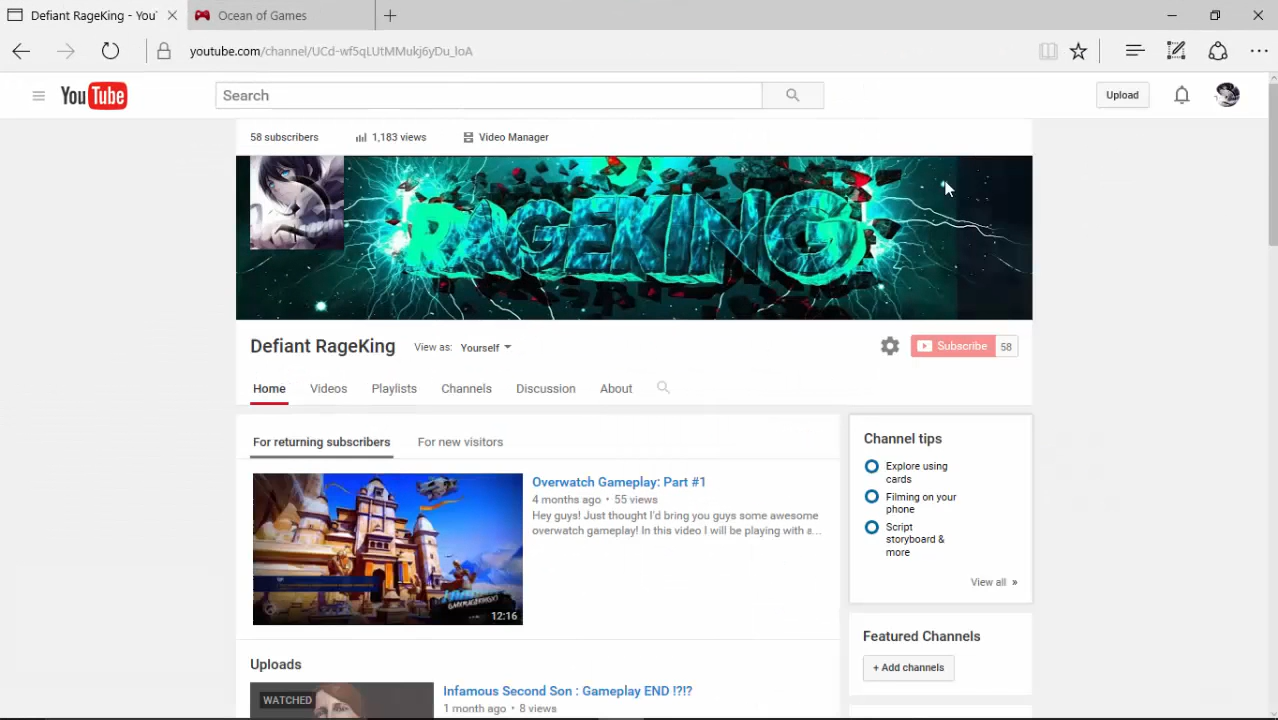 Defiant RageKing - You'
Ocean of Games
youtube.com/channel/UCd-wf5qLUtMMukj6yDu_loA
YouTube
Search
Upload
58 subscribers
1,183 views
Video Manager
RAGEKING
Defiant RageKing
View as: Yourself
Subscribe 58
Home Videos Playlists Channels Discussion About
For returning subscribers
For new visitors
Overwatch Gameplay: Part #1
4 months ago • 55 views
Hey guys! Just thought I'd bring you guys some awesome
overwatch gameplay! In this video I will be playing with a...
12:16
Channel tips
Explore using
cards
Filming on your
phone
Script
storyboard &
more
View all »
Featured Channels
+ Add channels
Uploads
WATCHED
Infamous Second Son : Gameplay END !?!?
1 month ago • 8 views